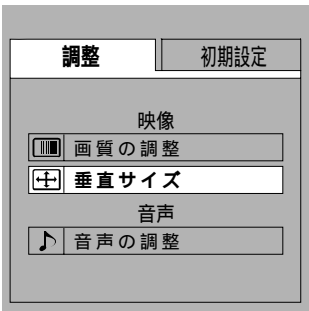 調整 初期設定
映像
画質の調整
垂直サイズ
音声
音声の調整